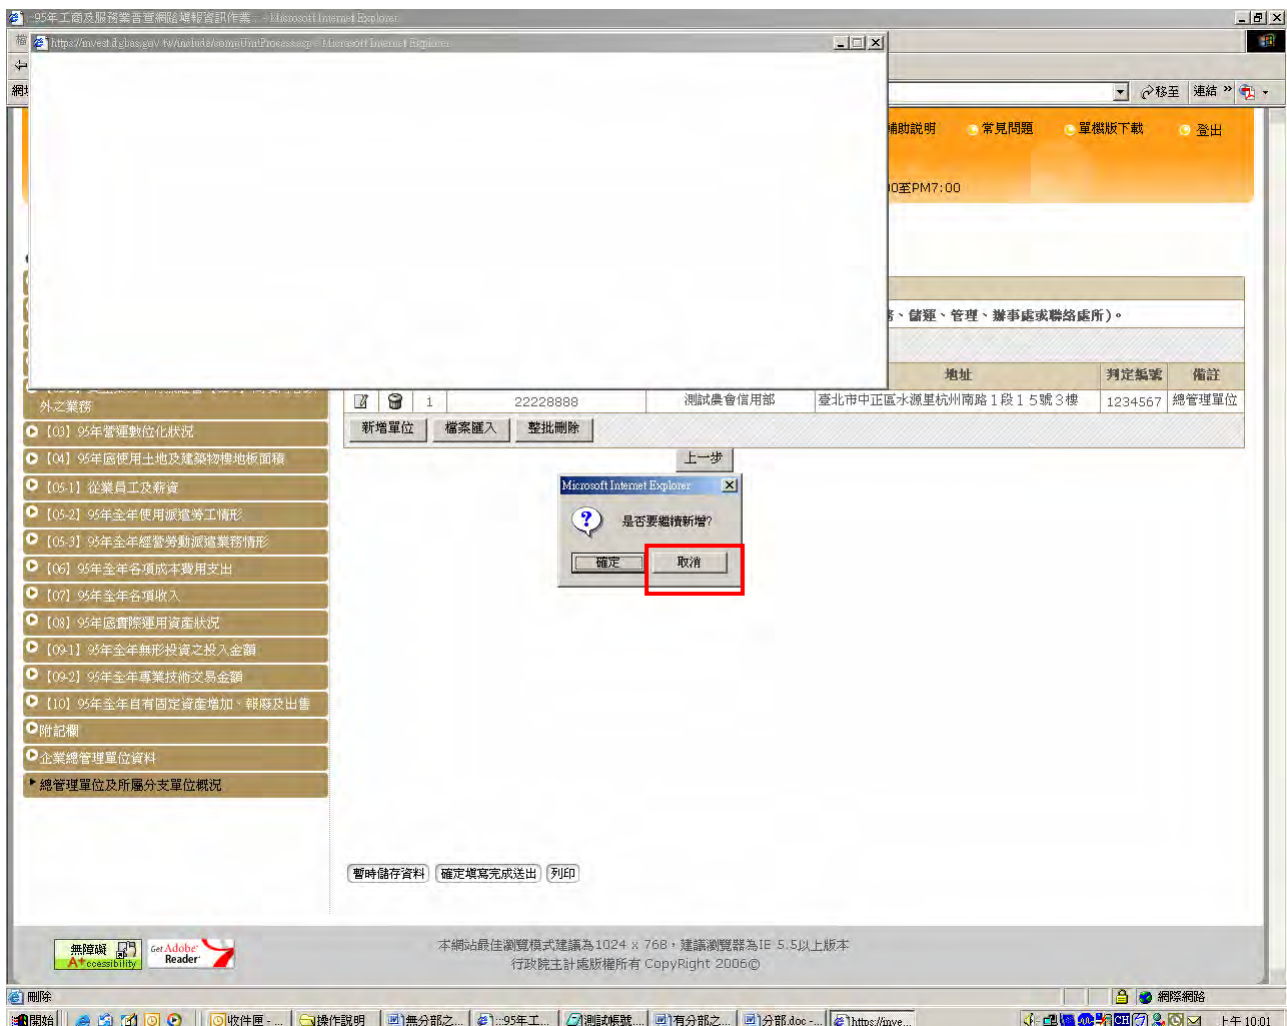 95年工商及服務業普查網路填報資訊作業 - Microsoft Internet Explorer
檔
https://invest.dgbas.gov.tw/include/commUnitProcess.asp - Microsoft Internet Explorer
網址
移至 連結 »
輔助說明 常見問題 單機版下載 登出
00至PM7:00
、儲運、管理、辦事處或聯絡處所)。
地址 判定編號 備註
外之業務
1 22228888 測試農會信用部 臺北市中正區水源里杭州南路1段15號3樓 1234567 總管理單位
新增單位 檔案匯入 整批刪除
上一步
【03】95年營運數位化狀況
【04】95年底使用土地及建築物樓地板面積
【05-1】從業員工及薪資
【05-2】95年全年使用派遣勞工情形
【05-3】95年全年經營勞動派遣業務情形
【06】95年全年各項成本費用支出
【07】95年全年各項收入
【08】95年底實際運用資產狀況
【09-1】95年全年無形投資之投入金額
【09-2】95年全年專業技術交易金額
【10】95年全年自有固定資產增加、報廢及出售
附記欄
企業總管理單位資料
總管理單位及所屬分支單位概況
Microsoft Internet Explorer
是否要繼續新增?
確定 取消
暫時儲存資料 確定填寫完成送出 列印
無障礙
A+ccessibility
Get Adobe
Reader
本網站最佳瀏覽模式建議為1024 x 768，建議瀏覽器為IE 5.5以上版本
行政院主計處版權所有 CopyRight 2006©
刪除 網際網路
開始 收件匣 - ... 操作說明 無分部之... :::95年工... 測試帳號... 有分部之... 分部.doc -... https://inve... CH 上午 10:01